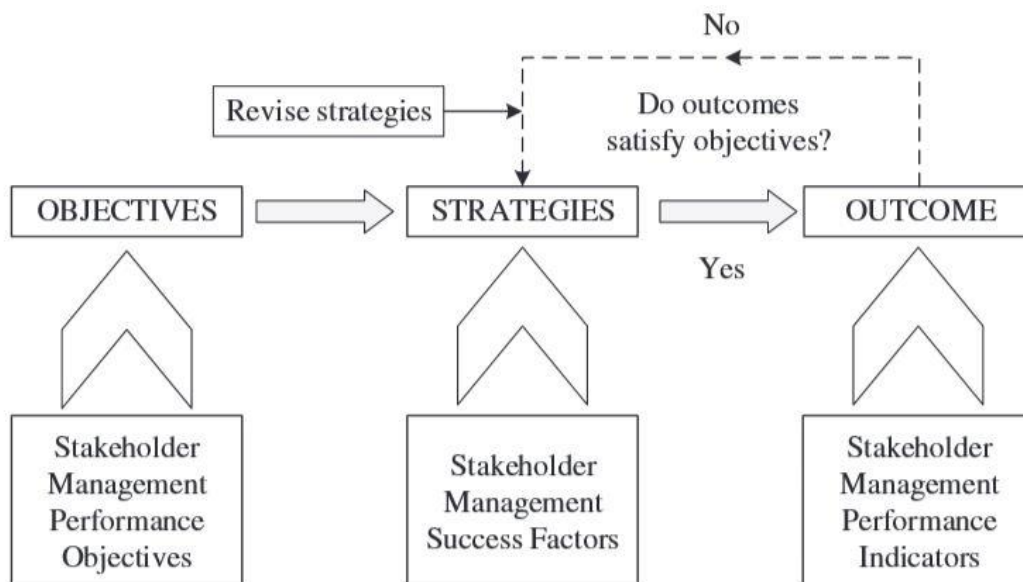 No
Revise strategies
Do outcomes
satisfy objectives?
OBJECTIVES
STRATEGIES
OUTCOME
Yes
Stakeholder
Management
Performance
Objectives
Stakeholder
Management
Success Factors
Stakeholder
Management
Performance
Indicators